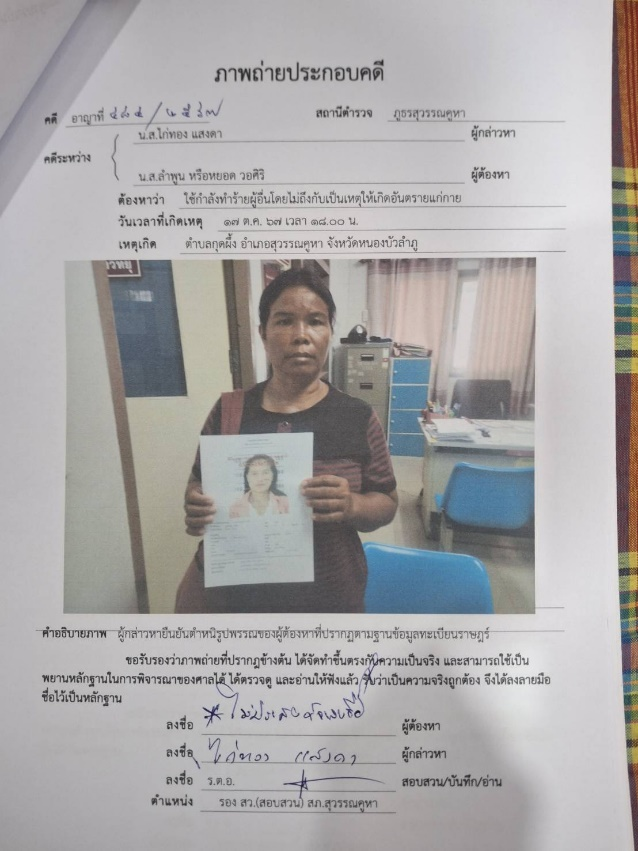 ภาพถ่ายประกอบคดี
คดี อาญาที่ ๔๘๔/๒๕๖๗ สถานีตำรวจ ภูธรสุวรรณคูหา
น.ส.ไก่ทอง แสงดา ผู้กล่าวหา
คดีระหว่าง
น.ส.ลำพูน หรือหยอด วอศิริ ผู้ต้องหา
ต้องหาว่า ใช้กำลังทำร้ายผู้อื่นโดยไม่ถึงกับเป็นเหตุให้เกิดอันตรายแก่กาย
วันเวลาที่เกิดเหตุ ๑๗ ต.ค. ๖๗ เวลา ๑๘.๐๐ น.
เหตุเกิด ตำบลกุดผึ้ง อำเภอสุวรรณคูหา จังหวัดหนองบัวลำภู
คำอธิบายภาพ ผู้กล่าวหายืนยันตำหนิรูปพรรณของผู้ต้องหาที่ปรากฏตามฐานข้อมูลทะเบียนราษฎร์
ขอรับรองว่าภาพถ่ายที่ปรากฏข้างต้น ได้จัดทำขึ้นตรงกับความเป็นจริง และสามารถใช้เป็น
พยานหลักฐานในการพิจารณาของศาลได้ ได้ตรวจดู และอ่านให้ฟังแล้ว รับว่าเป็นความจริงถูกต้อง จึงได้ลงลายมือ
ชื่อไว้เป็นหลักฐาน
ลงชื่อ ไม่ประสงค์ลงชื่อ ผู้ต้องหา
ลงชื่อ ไก่ทอง แสงดา ผู้กล่าวหา
ลงชื่อ ร.ต.อ. สอบสวน/บันทึก/อ่าน
ตำแหน่ง รอง สว.(สอบสวน) สภ.สุวรรณคูหา